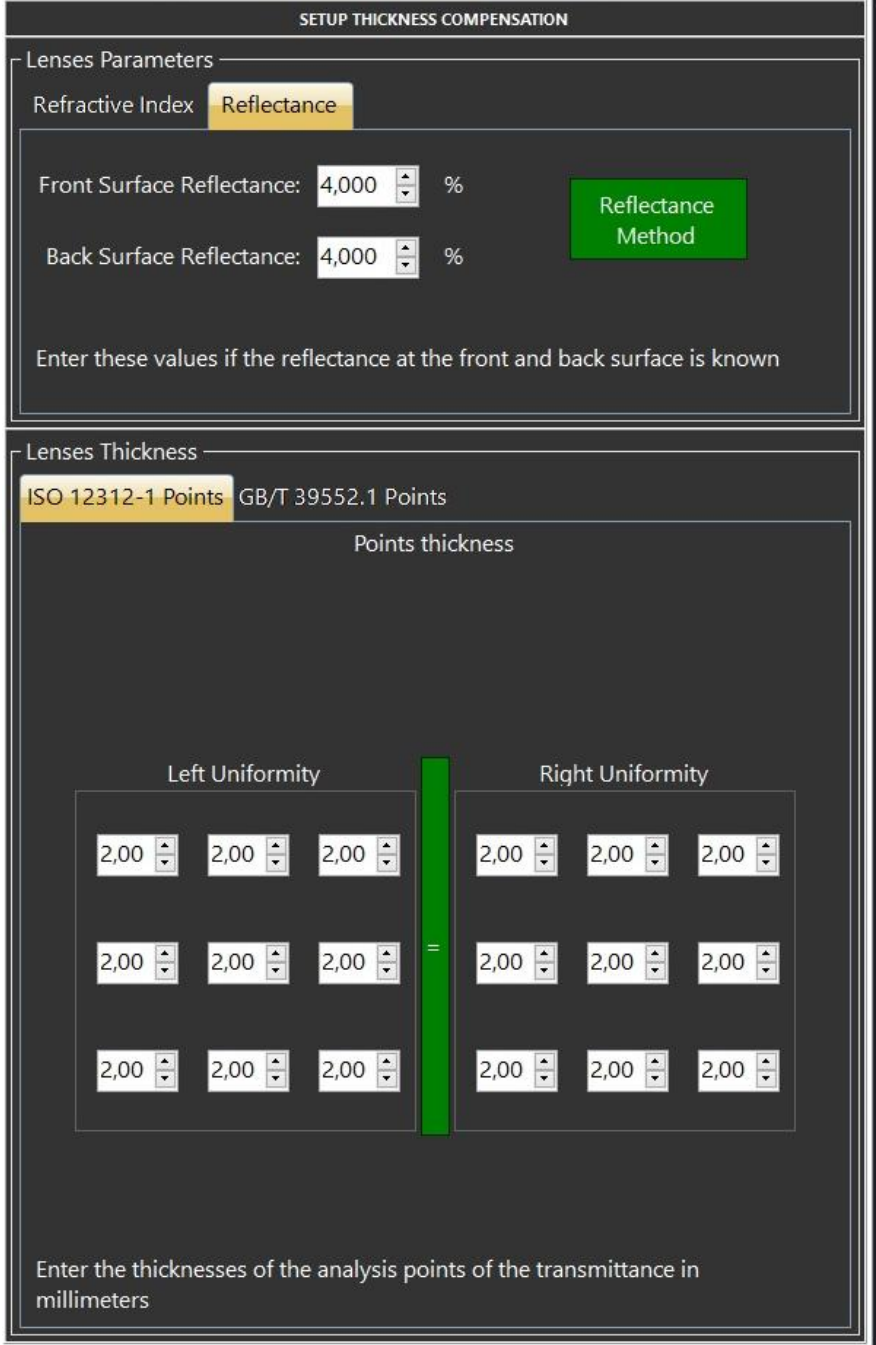 SETUP THICKNESS COMPENSATION
Lenses Parameters
Refractive Index Reflectance
Front Surface Reflectance: 4,000 %
Reflectance
Method
Back Surface Reflectance: 4,000 %
Enter these values if the reflectance at the front and back surface is known
Lenses Thickness
ISO 12312-1 Points GB/T 39552.1 Points
Points thickness
Left Uniformity Right Uniformity
2,00 2,00 2,00 2,00 2,00 2,00
2,00 2,00 2,00 = 2,00 2,00 2,00
2,00 2,00 2,00 2,00 2,00 2,00
Enter the thicknesses of the analysis points of the transmittance in
millimeters